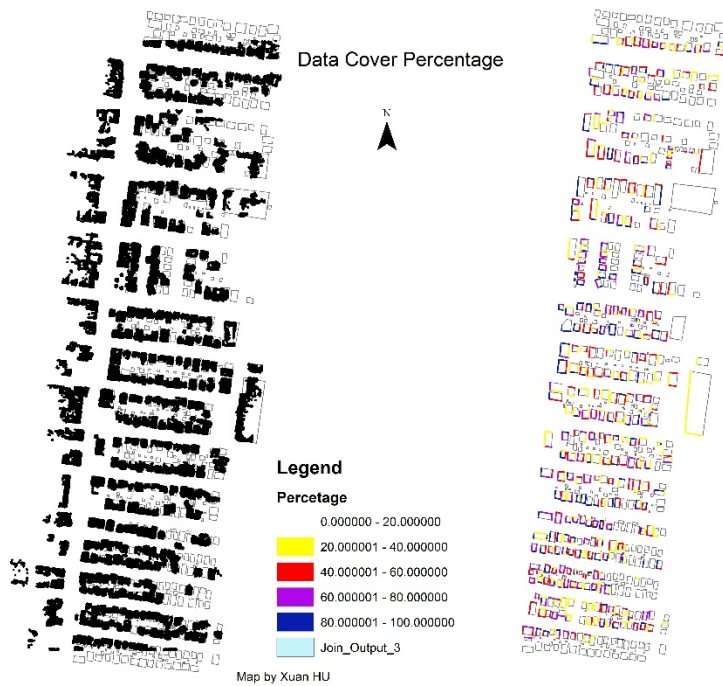 Data Cover Percentage
N
Legend
Percetage
0.000000 - 20.000000
20.000001 - 40.000000
40.000001 - 60.000000
60.000001 - 80.000000
80.000001 - 100.000000
Join_Output_3
Map by Xuan HU